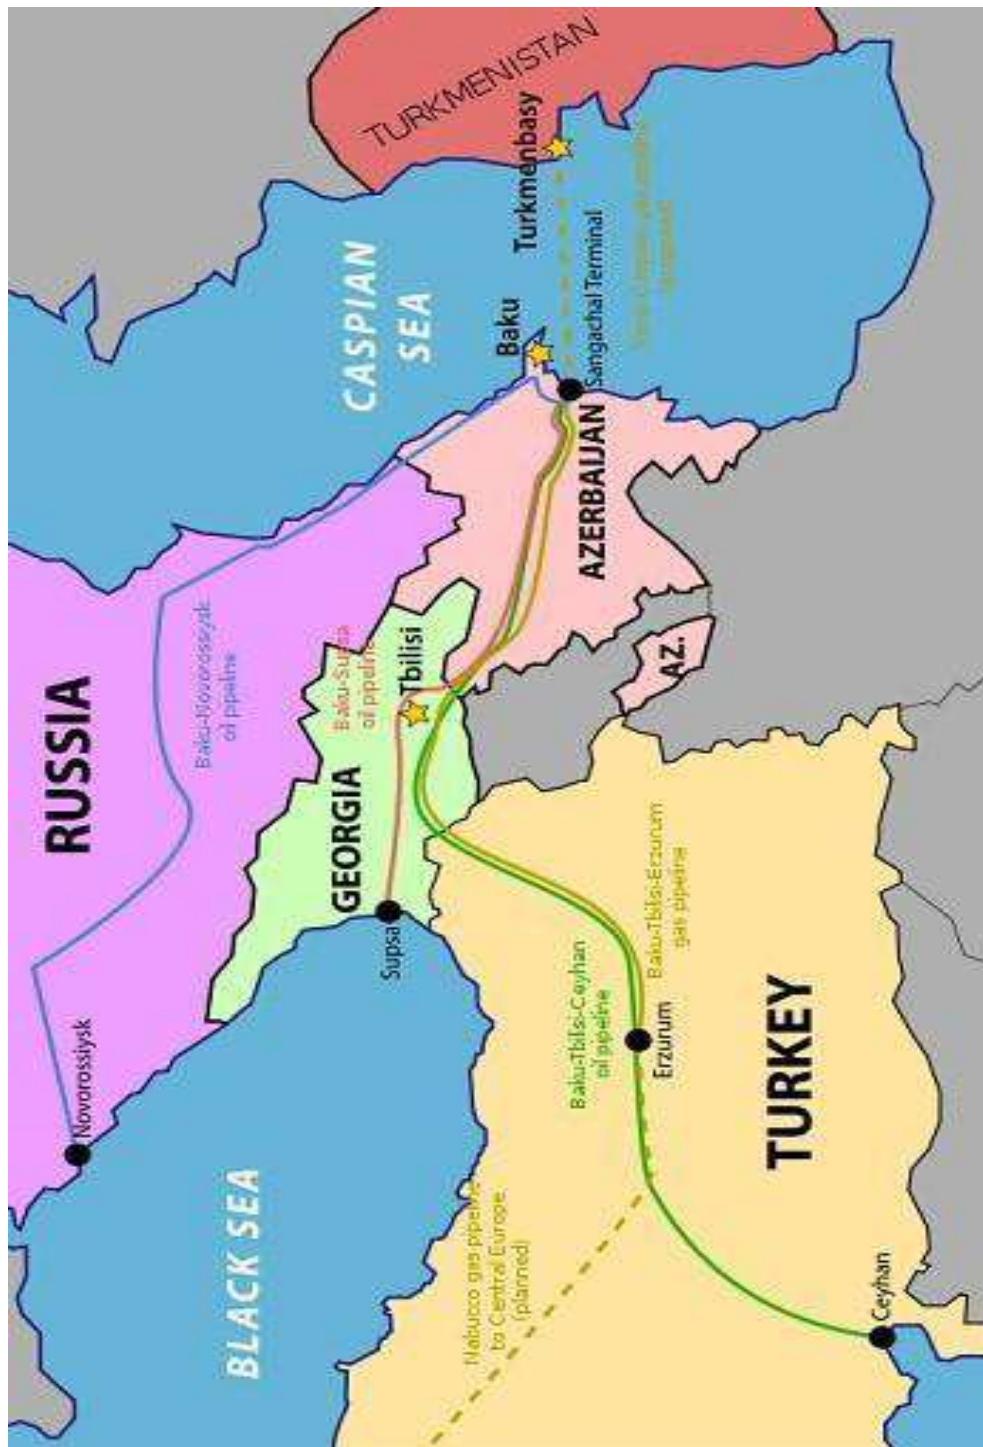 RUSSIA
Novorossiysk
Baku-Novorossiysk
oil pipeline
BLACK SEA
CASPIAN
SEA
TURKMENISTAN
Turkmenbasy
Baku
Sangachal Terminal
GEORGIA
Supsa
Baku-Supsa
oil pipeline
Tbilisi
AZERBAIJAN
AZ.
Baku-Tbilisi-Ceyhan
oil pipeline
Baku-Tbilisi-Erzurum
gas pipeline
Erzurum
Nabucco gas pipeline
to Central Europe
(planned)
TURKEY
Ceyhan